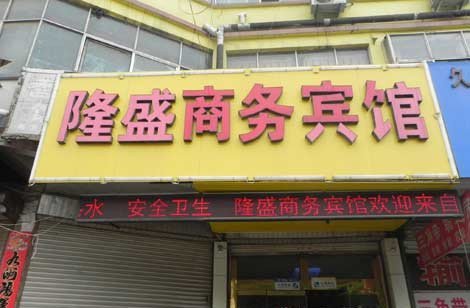 隆盛商务宾馆
水 安全卫生 隆盛商务宾馆欢迎来自
久